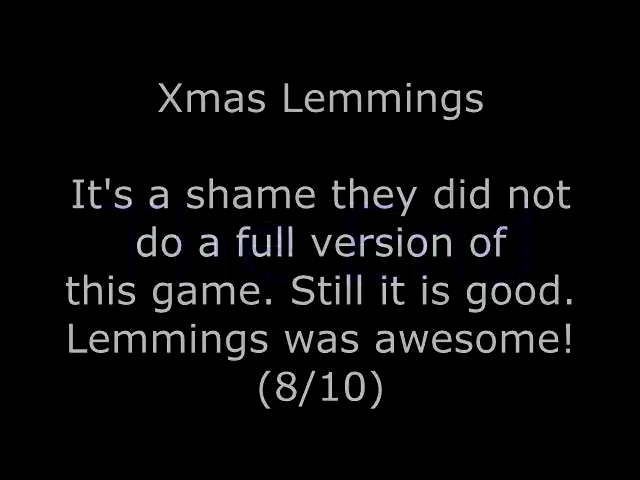 Xmas Lemmings
It's a shame they did not
do a full version of
this game. Still it is good.
Lemmings was awesome!
(8/10)